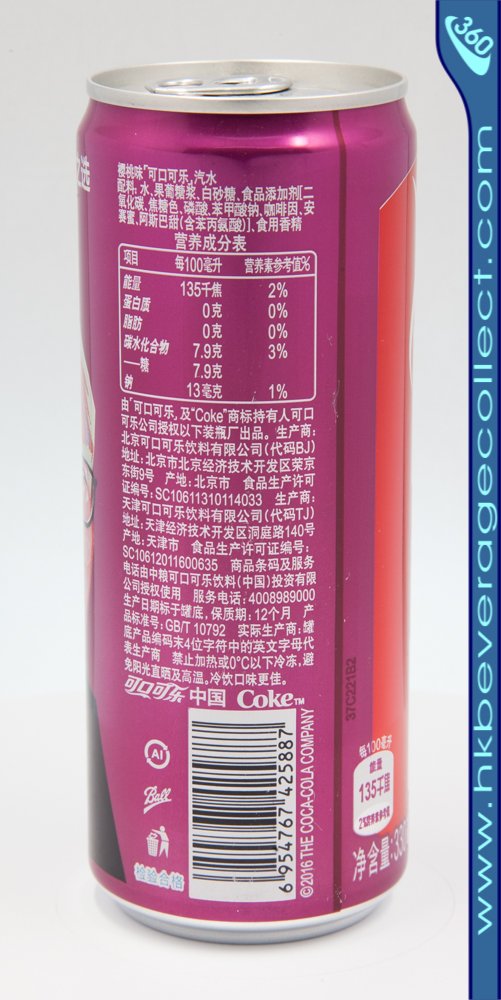 之选
樱桃味「可口可乐」汽水
配料: 水、果葡糖浆、白砂糖、食品添加剂[二
氧化碳、焦糖色、磷酸、苯甲酸钠、咖啡因、安
赛蜜、阿斯巴甜(含苯丙氨酸)]、食用香精
营养成分表
项目 每100毫升 营养素参考值%
能量 135千焦 2%
蛋白质 0克 0%
脂肪 0克 0%
碳水化合物 7.9克 3%
——糖 7.9克
钠 13毫克 1%
由「可口可乐」及“Coke”商标持有人可口
可乐公司授权以下装瓶厂出品。 生产商:
北京可口可乐饮料有限公司(代码BJ)
地址: 北京市北京经济技术开发区荣京
东街9号 产地: 北京市 食品生产许可
证编号: SC10611310114033 生产商:
天津可口可乐饮料有限公司(代码TJ)
地址: 天津经济技术开发区洞庭路140号
产地: 天津市 食品生产许可证编号:
SC10612011600635 商品条码及服务
电话由中粮可口可乐饮料(中国)投资有限
公司授权使用 服务电话: 4008989000
生产日期标于罐底, 保质期: 12个月 产
品标准号: GB/T 10792 实际生产商: 罐
底产品编码末4位字符中的英文字母代
表生产商 禁止加热或0°C以下冷冻, 避
免阳光直晒及高温。冷饮口味更佳。
可口可乐 中国 Coke™
Al
Ball
检验合格
6 954767 425887
©2016 THE COCA-COLA COMPANY
37C221B2
每100毫升
能量
135千焦
2%营养素参考值
净含量: 330
360
www.hkbeveragecollect.com